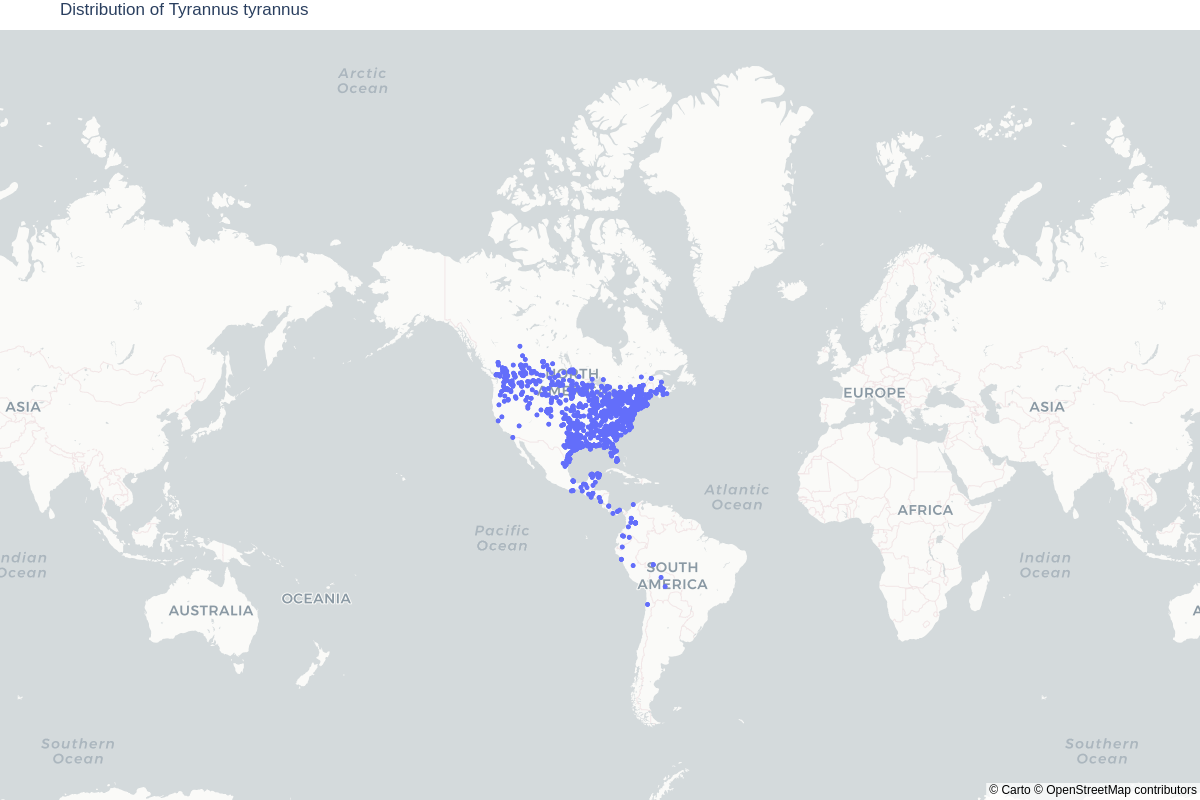 Distribution of Tyrannus tyrannus
Arctic
Ocean
NORTH
AMERICA
EUROPE
ASIA
ASIA
Atlantic
Ocean
AFRICA
Pacific
Ocean
Indian
Ocean
Indian
Ocean
SOUTH
AMERICA
OCEANIA
AUSTRALIA
A
Southern
Ocean
Southern
Ocean
© Carto © OpenStreetMap contributors